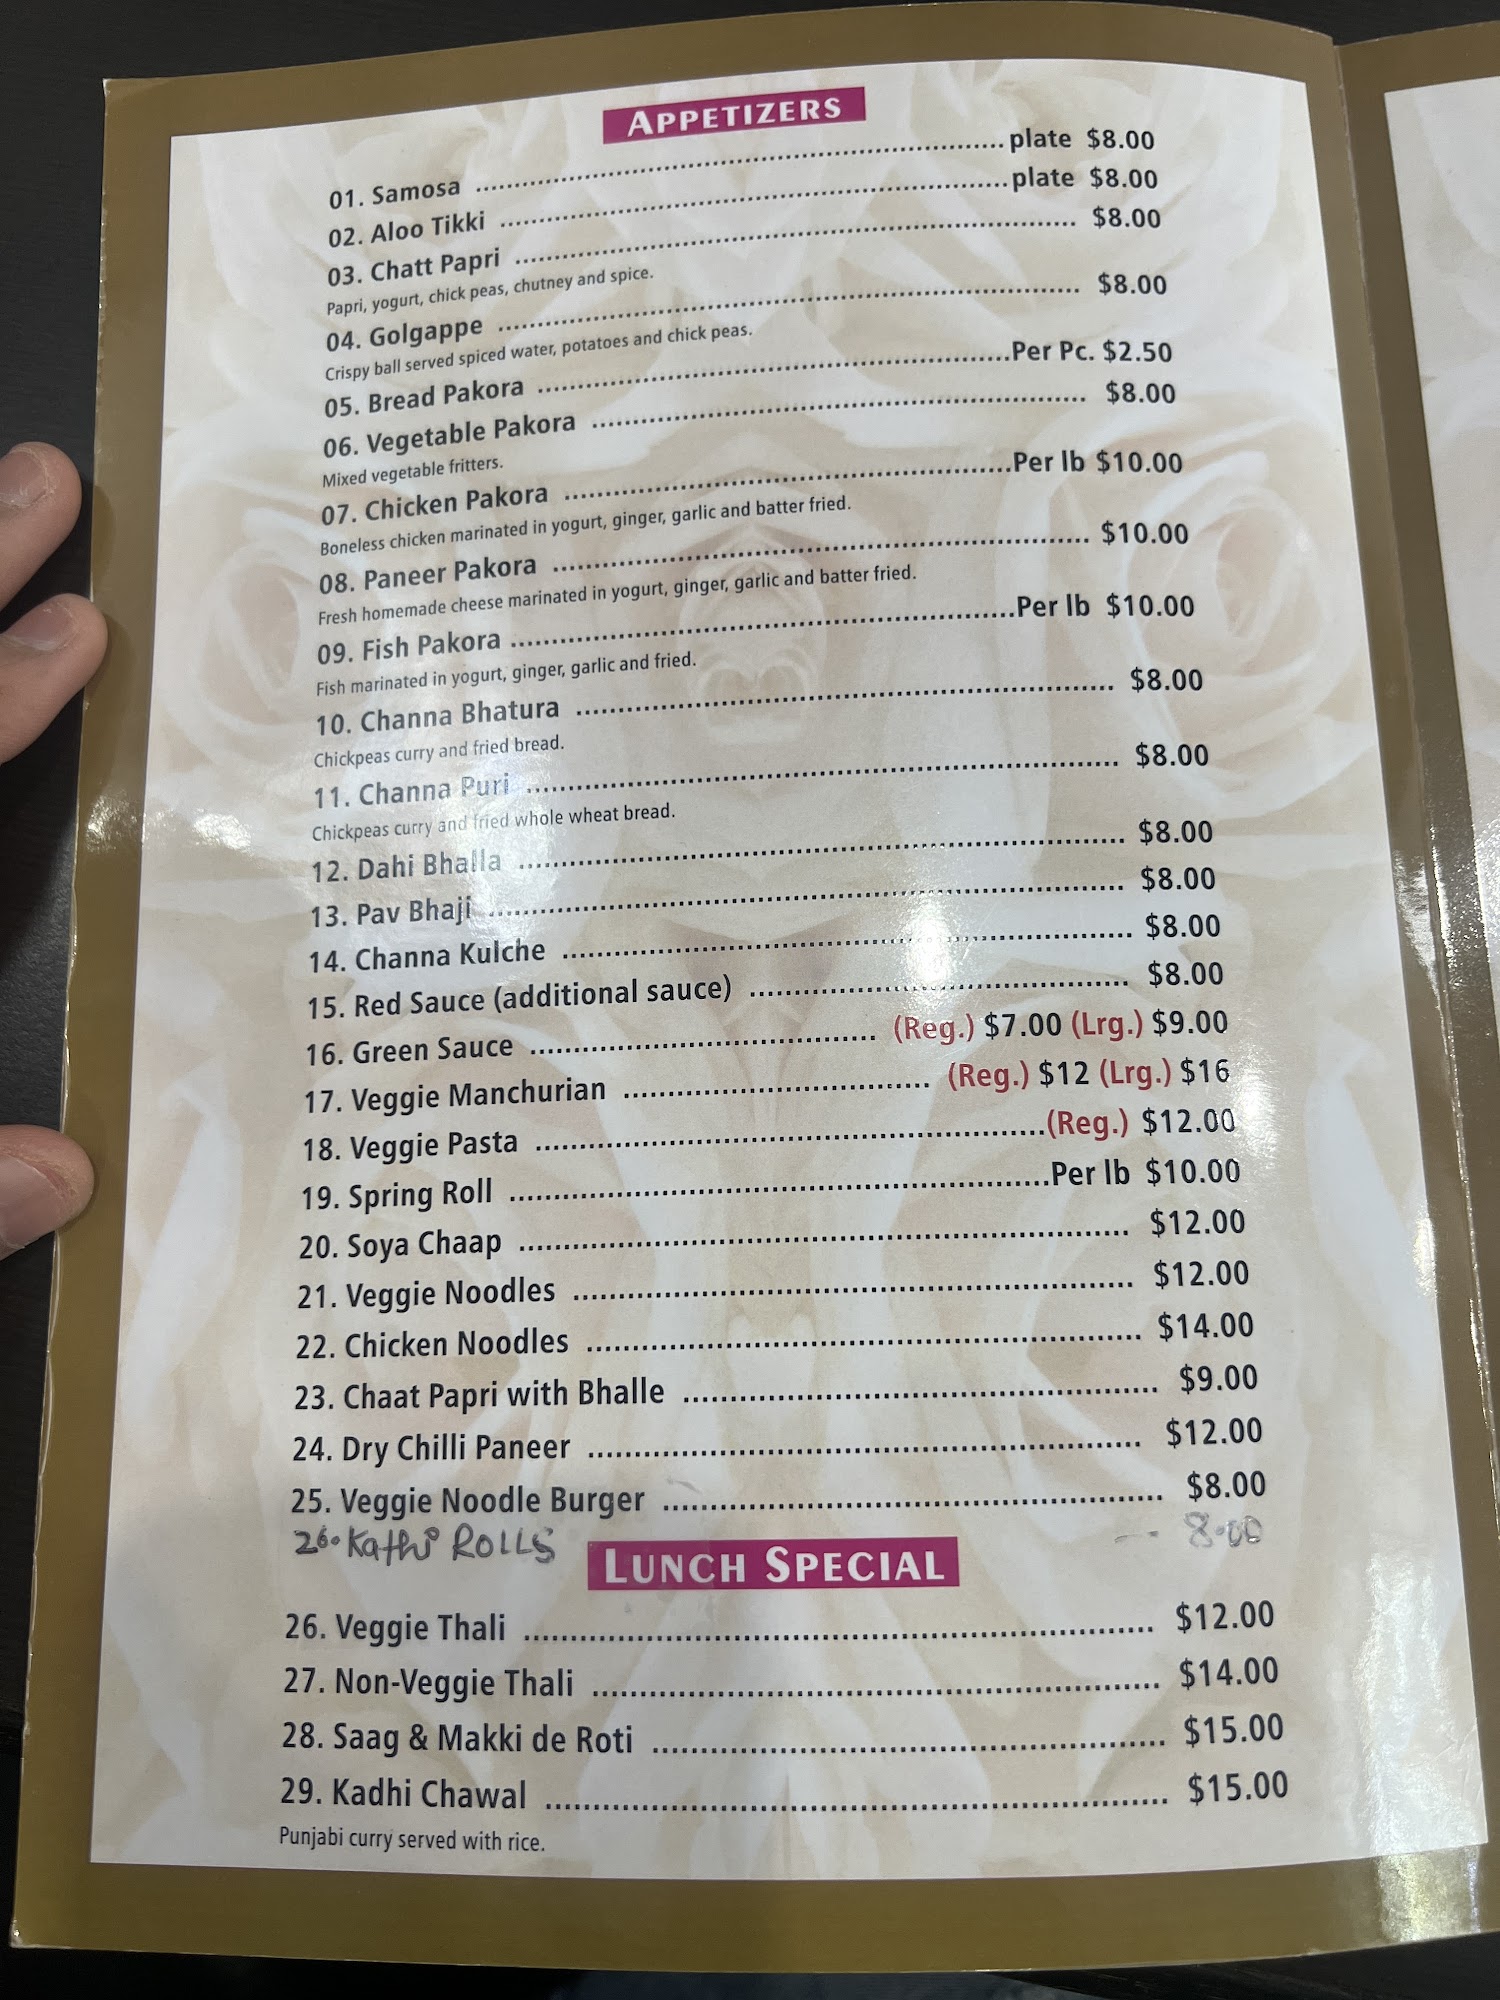 APPETIZERS
01. Samosa ........ plate $8.00
02. Aloo Tikki ........ plate $8.00
03. Chatt Papri ........ $8.00
Papri, yogurt, chick peas, chutney and spice.
04. Golgappe ........ $8.00
Crispy ball served spiced water, potatoes and chick peas.
05. Bread Pakora ........ Per Pc. $2.50
06. Vegetable Pakora ........ $8.00
Mixed vegetable fritters.
07. Chicken Pakora ........ Per lb $10.00
Boneless chicken marinated in yogurt, ginger, garlic and batter fried.
08. Paneer Pakora ........ $10.00
Fresh homemade cheese marinated in yogurt, ginger, garlic and batter fried.
09. Fish Pakora ........ Per lb $10.00
Fish marinated in yogurt, ginger, garlic and fried.
10. Channa Bhatura ........ $8.00
Chickpeas curry and fried bread.
11. Channa Puri ........ $8.00
Chickpeas curry and fried whole wheat bread.
12. Dahi Bhalla ........ $8.00
13. Pav Bhaji ........ $8.00
14. Channa Kulche ........ $8.00
15. Red Sauce (additional sauce) ........ $8.00
16. Green Sauce ........ (Reg.) $7.00 (Lrg.) $9.00
17. Veggie Manchurian ........ (Reg.) $12 (Lrg.) $16
18. Veggie Pasta ........ (Reg.) $12.00
19. Spring Roll ........ Per lb $10.00
20. Soya Chaap ........ $12.00
21. Veggie Noodles ........ $12.00
22. Chicken Noodles ........ $14.00
23. Chaat Papri with Bhalle ........ $9.00
24. Dry Chilli Paneer ........ $12.00
25. Veggie Noodle Burger ........ $8.00
26. Kathi ROLLS -- 8.00
LUNCH SPECIAL
26. Veggie Thali ........ $12.00
27. Non-Veggie Thali ........ $14.00
28. Saag & Makki de Roti ........ $15.00
29. Kadhi Chawal ........ $15.00
Punjabi curry served with rice.